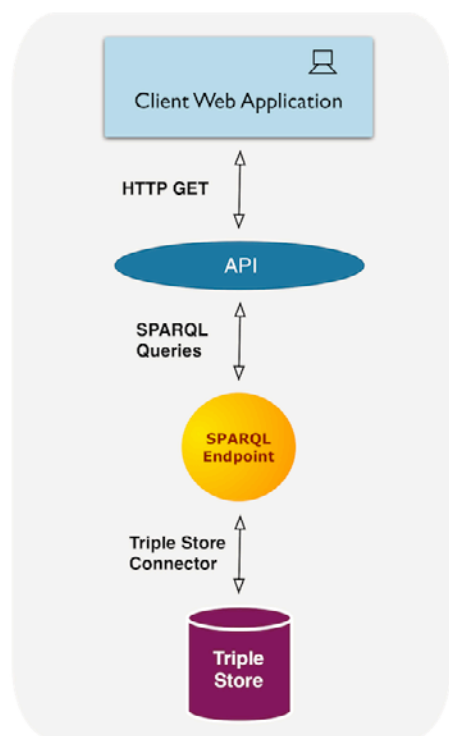 Client Web Application
HTTP GET
API
SPARQL
Queries
SPARQL
Endpoint
Triple Store
Connector
Triple
Store